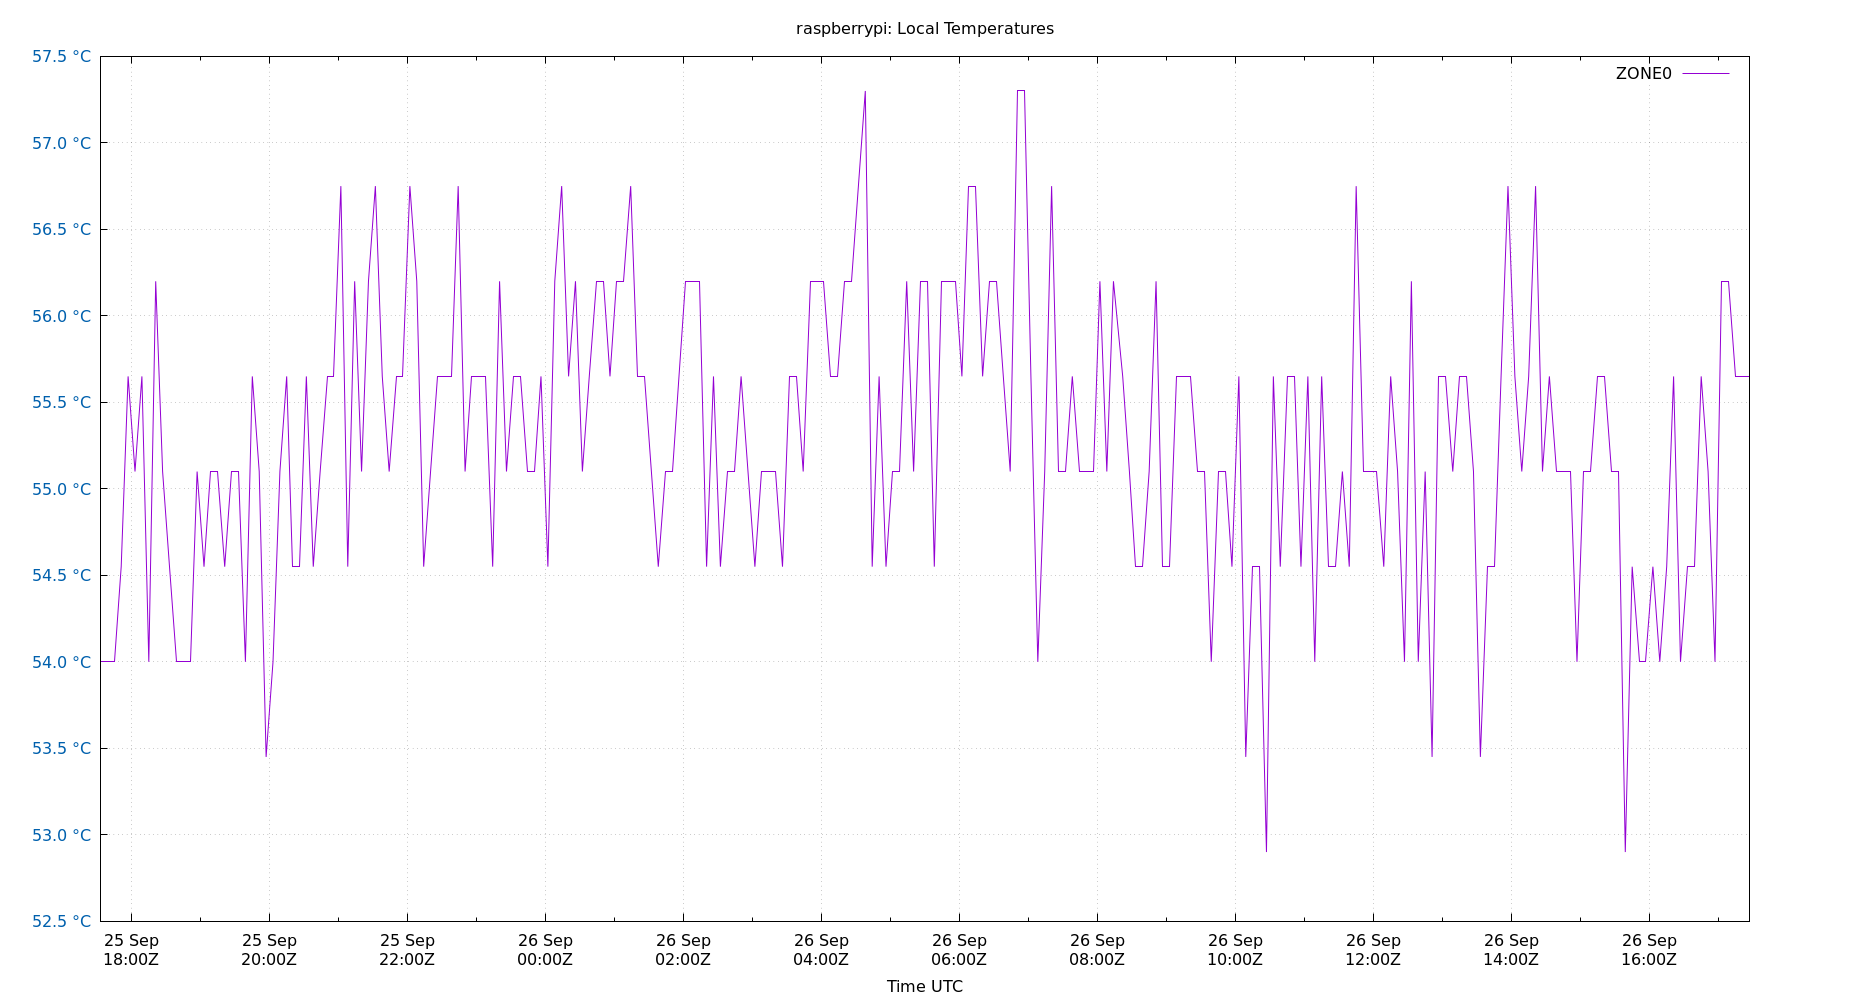 raspberrypi: Local Temperatures
57.5 °C
ZONE0
57.0 °C
56.5 °C
56.0 °C
55.5 °C
55.0 °C
54.5 °C
54.0 °C
53.5 °C
53.0 °C
52.5 °C
25 Sep 25 Sep 25 Sep 26 Sep 26 Sep 26 Sep 26 Sep 26 Sep 26 Sep 26 Sep 26 Sep 26 Sep
18:00Z 20:00Z 22:00Z 00:00Z 02:00Z 04:00Z 06:00Z 08:00Z 10:00Z 12:00Z 14:00Z 16:00Z
Time UTC